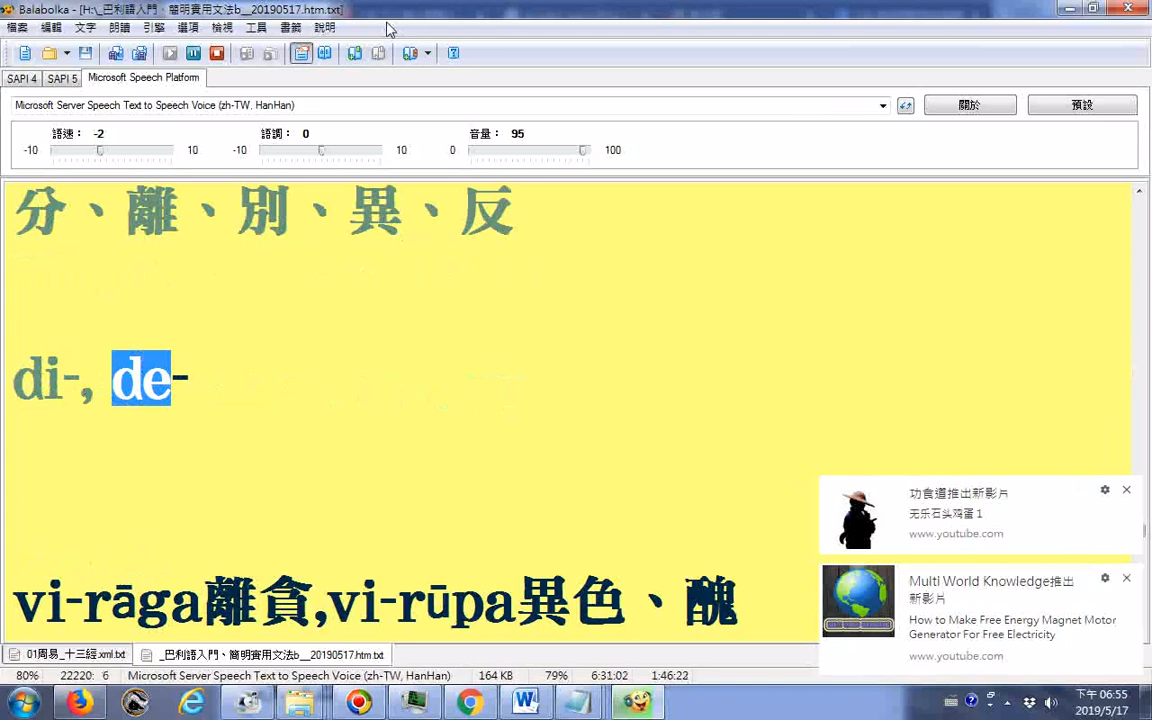 Balabolka - [H:\_巴利語入門、簡明實用文法b__20190517.htm.txt]
檔案 編輯 文字 朗讀 引擎 選項 檢視 工具 書籤 說明
SAPI 4 SAPI 5 Microsoft Speech Platform
Microsoft Server Speech Text to Speech Voice (zh-TW, HanHan)
關於 預設
語速： -2 語調： 0 音量： 95
-10 10 -10 10 0 100
分、離、別、異、反
di-, de-
vi-rāga離貪,vi-rūpa異色、醜
功食道推出新影片
无乐石头鸡蛋 1
www.youtube.com
Multi World Knowledge推出
新影片
How to Make Free Energy Magnet Motor
Generator For Free Electricity
www.youtube.com
01周易_十三經.xml.txt _巴利語入門、簡明實用文法b__20190517.htm.txt
80% 22220: 6 Microsoft Server Speech Text to Speech Voice (zh-TW, HanHan) 164 KB 79% 6:31:02 1:46:22
下午 06:55
2019/5/17